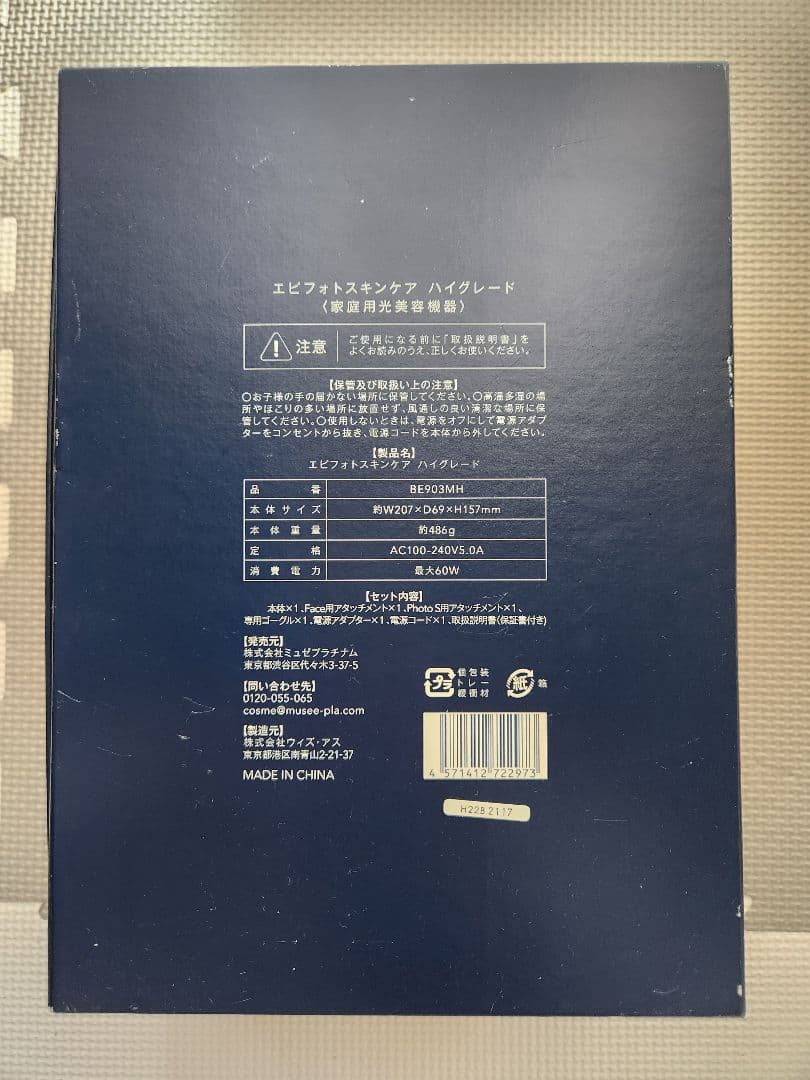 エピフォトスキンケア ハイグレード
〈家庭用光美容機器〉
注意 ご使用になる前に「取扱説明書」を
よくお読みのうえ、正しくお使いください。
【保管及び取扱い上の注意】
○お子様の手の届かない場所に保管してください。○高温多湿の場
所やほこりの多い場所に放置せず、風通しの良い清潔な場所に保
管してください。○使用しないときは、電源をオフにして電源アダプ
ターをコンセントから抜き、電源コードを本体から外してください。
【製品名】
エピフォトスキンケア ハイグレード
品番 BE903MH
本体サイズ 約W207×D69×H157mm
本体重量 約486g
定格 AC100-240V5.0A
消費電力 最大60W
【セット内容】
本体×1、Face用アタッチメント×1、Photo S用アタッチメント×1、
専用ゴーグル×1、電源アダプター×1、電源コード×1、取扱説明書(保証書付き)
【発売元】
株式会社ミュゼプラチナム
東京都渋谷区代々木3-37-5
【問い合わせ先】
0120-055-065
cosme@musee-pla.com
【製造元】
株式会社ウィズ・アス
東京都港区南青山2-21-37
MADE IN CHINA
プラ 個包装
トレー
緩衝材
紙 箱
4 571412 722973
H22B 2117